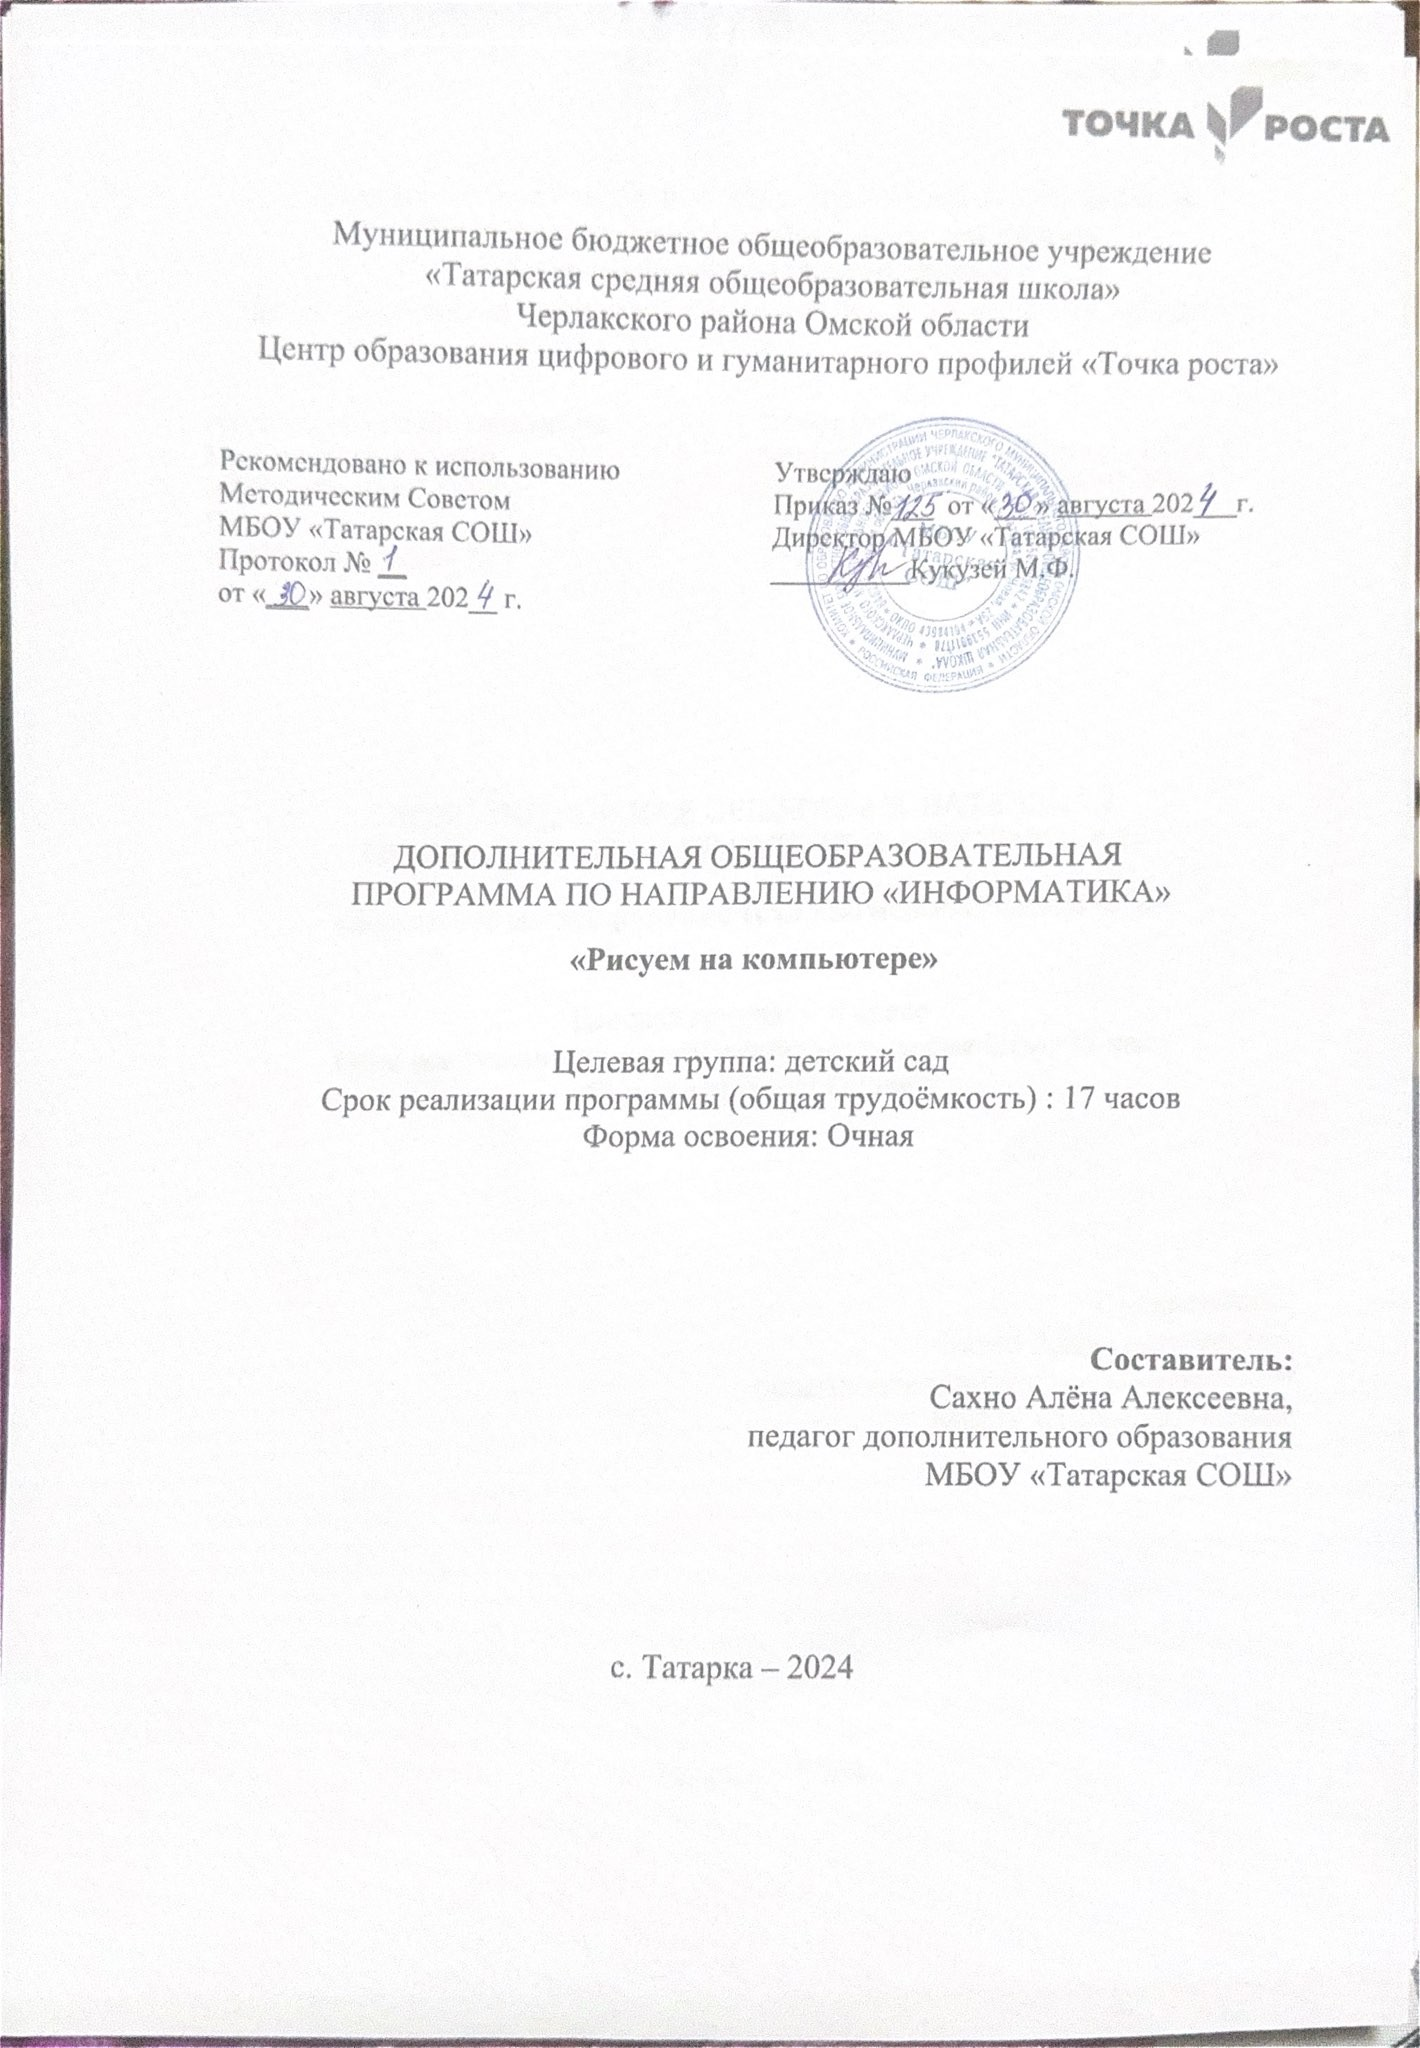 ТОЧКА РОСТА
Муниципальное бюджетное общеобразовательное учреждение
«Татарская средняя общеобразовательная школа»
Черлакского района Омской области
Центр образования цифрового и гуманитарного профилей «Точка роста»
Рекомендовано к использованию
Методическим Советом
МБОУ «Татарская СОШ»
Протокол № 1
от «30» августа 2024 г.
Утверждаю
Приказ №125 от «30» августа 2024 г.
Директор МБОУ «Татарская СОШ»
Кукузей М.Ф.
ДОПОЛНИТЕЛЬНАЯ ОБЩЕОБРАЗОВАТЕЛЬНАЯ
ПРОГРАММА ПО НАПРАВЛЕНИЮ «ИНФОРМАТИКА»
«Рисуем на компьютере»
Целевая группа: детский сад
Срок реализации программы (общая трудоёмкость) : 17 часов
Форма освоения: Очная
Составитель:
Сахно Алёна Алексеевна,
педагог дополнительного образования
МБОУ «Татарская СОШ»
с. Татарка – 2024